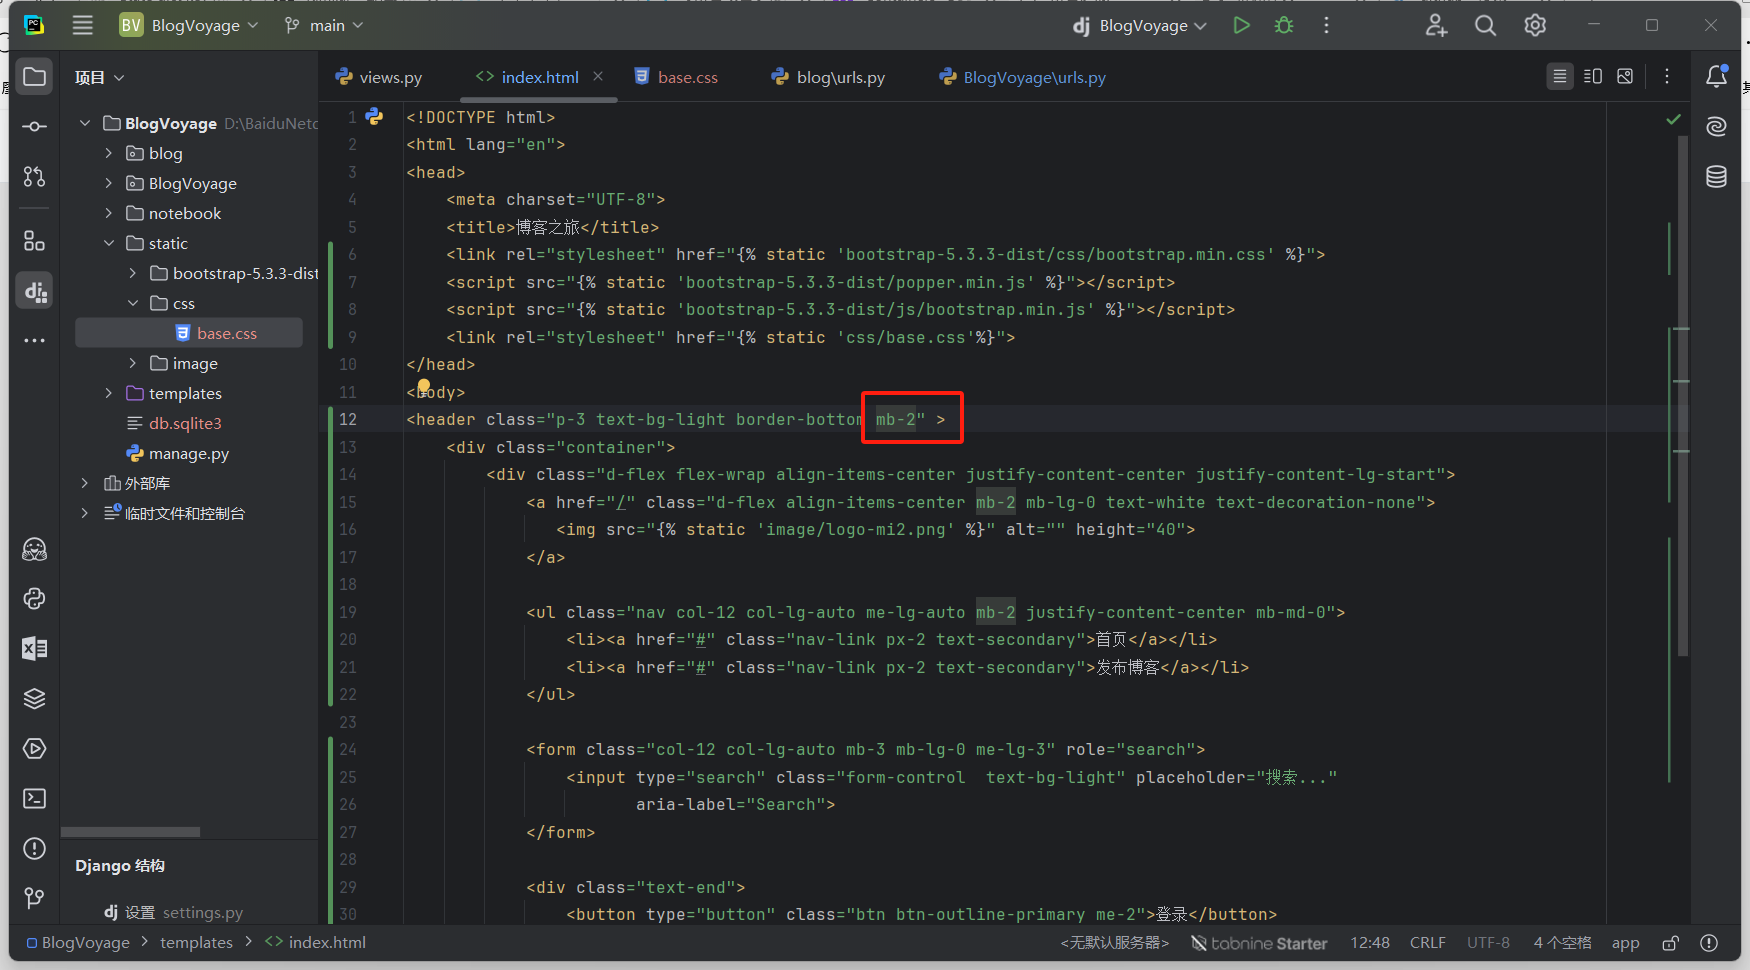 BV BlogVoyage main
BlogVoyage
项目
views.py index.html base.css blog\urls.py BlogVoyage\urls.py
BlogVoyage D:\BaiduNetc
blog
BlogVoyage
notebook
static
bootstrap-5.3.3-dist
css
base.css
image
templates
db.sqlite3
manage.py
外部库
临时文件和控制台
1 <!DOCTYPE html>
2 <html lang="en">
3 <head>
4 <meta charset="UTF-8">
5 <title>博客之旅</title>
6 <link rel="stylesheet" href="{% static 'bootstrap-5.3.3-dist/css/bootstrap.min.css' %}">
7 <script src="{% static 'bootstrap-5.3.3-dist/popper.min.js' %}"></script>
8 <script src="{% static 'bootstrap-5.3.3-dist/js/bootstrap.min.js' %}"></script>
9 <link rel="stylesheet" href="{% static 'css/base.css'%}">
10 </head>
11 <body>
12 <header class="p-3 text-bg-light border-bottom mb-2" >
13 <div class="container">
14 <div class="d-flex flex-wrap align-items-center justify-content-center justify-content-lg-start">
15 <a href="/" class="d-flex align-items-center mb-2 mb-lg-0 text-white text-decoration-none">
16 <img src="{% static 'image/logo-mi2.png' %}" alt="" height="40">
17 </a>
18
19 <ul class="nav col-12 col-lg-auto me-lg-auto mb-2 justify-content-center mb-md-0">
20 <li><a href="#" class="nav-link px-2 text-secondary">首页</a></li>
21 <li><a href="#" class="nav-link px-2 text-secondary">发布博客</a></li>
22 </ul>
23
24 <form class="col-12 col-lg-auto mb-3 mb-lg-0 me-lg-3" role="search">
25 <input type="search" class="form-control  text-bg-light" placeholder="搜索..."
26 aria-label="Search">
27 </form>
28
29 <div class="text-end">
30 <button type="button" class="btn btn-outline-primary me-2">登录</button>
Django 结构
设置 settings.py
BlogVoyage templates index.html
<无默认服务器> tabnine Starter 12:48 CRLF UTF-8 4 个空格 app